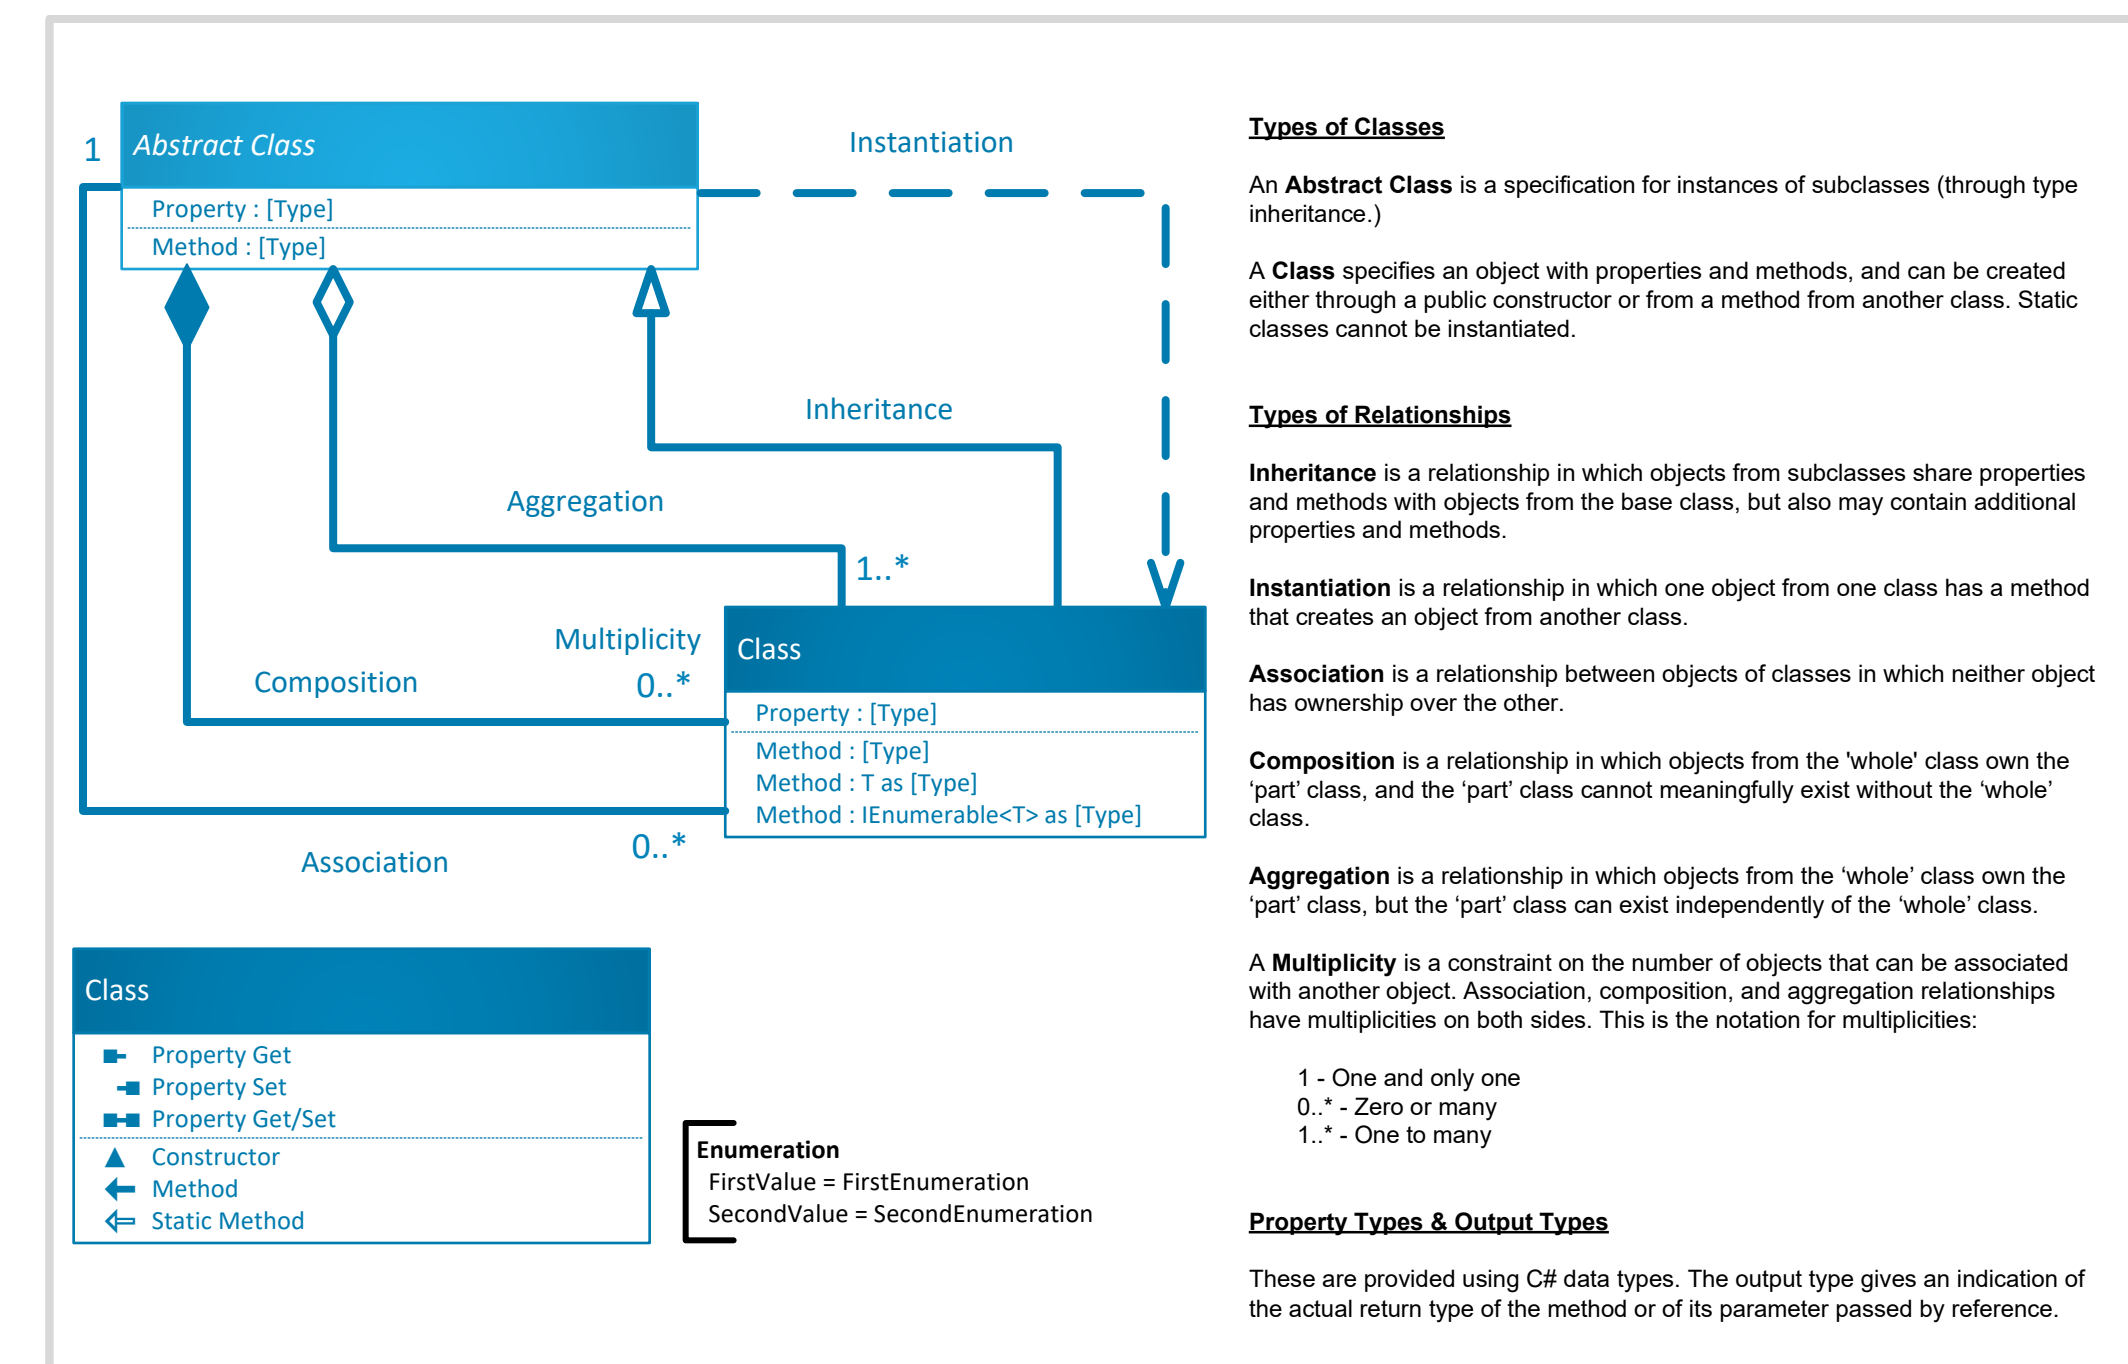 1
Abstract Class
Property : [Type]
Method : [Type]
Instantiation
Inheritance
Aggregation
1..*
Multiplicity
0..*
Composition
Class
Property : [Type]
Method : [Type]
Method : T as [Type]
Method : IEnumerable<T> as [Type]
0..*
Association
Class
Property Get
Property Set
Property Get/Set
Constructor
Method
Static Method
Enumeration
FirstValue = FirstEnumeration
SecondValue = SecondEnumeration
Types of Classes
An Abstract Class is a specification for instances of subclasses (through type
inheritance.)
A Class specifies an object with properties and methods, and can be created
either through a public constructor or from a method from another class. Static
classes cannot be instantiated.
Types of Relationships
Inheritance is a relationship in which objects from subclasses share properties
and methods with objects from the base class, but also may contain additional
properties and methods.
Instantiation is a relationship in which one object from one class has a method
that creates an object from another class.
Association is a relationship between objects of classes in which neither object
has ownership over the other.
Composition is a relationship in which objects from the 'whole' class own the
‘part’ class, and the ‘part’ class cannot meaningfully exist without the ‘whole’
class.
Aggregation is a relationship in which objects from the ‘whole’ class own the
‘part’ class, but the ‘part’ class can exist independently of the ‘whole’ class.
A Multiplicity is a constraint on the number of objects that can be associated
with another object. Association, composition, and aggregation relationships
have multiplicities on both sides. This is the notation for multiplicities:
1 - One and only one
0..* - Zero or many
1..* - One to many
Property Types & Output Types
These are provided using C# data types. The output type gives an indication of
the actual return type of the method or of its parameter passed by reference.